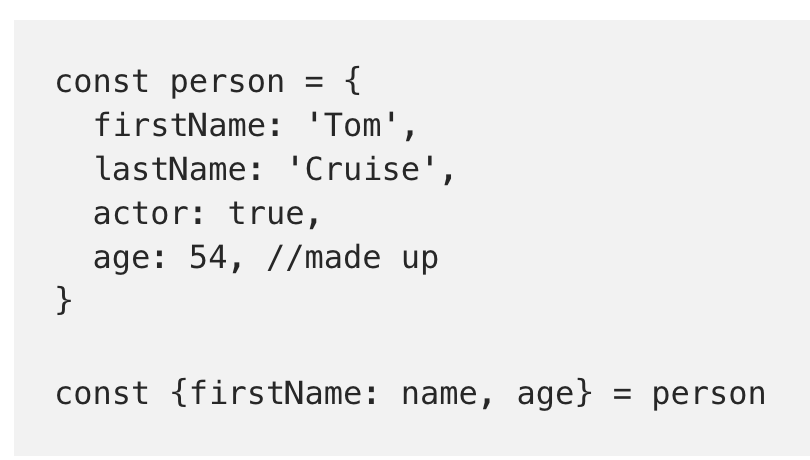 const person = {
  firstName: 'Tom',
  lastName: 'Cruise',
  actor: true,
  age: 54, //made up
}
const {firstName: name, age} = person